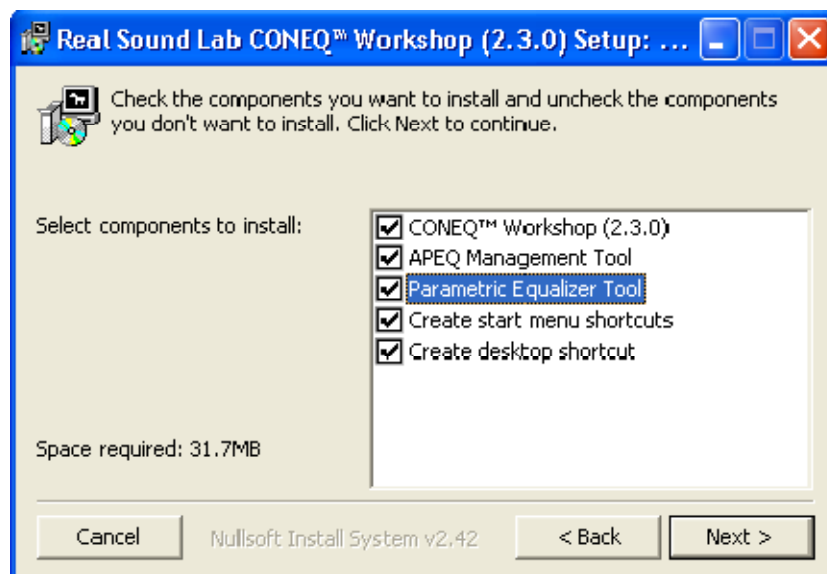 Real Sound Lab CONEQ™ Workshop (2.3.0) Setup: ...
Check the components you want to install and uncheck the components
you don't want to install. Click Next to continue.
Select components to install:
CONEQ™ Workshop (2.3.0)
APEQ Management Tool
Parametric Equalizer Tool
Create start menu shortcuts
Create desktop shortcut
Space required: 31.7MB
Cancel
Nullsoft Install System v2.42
< Back
Next >